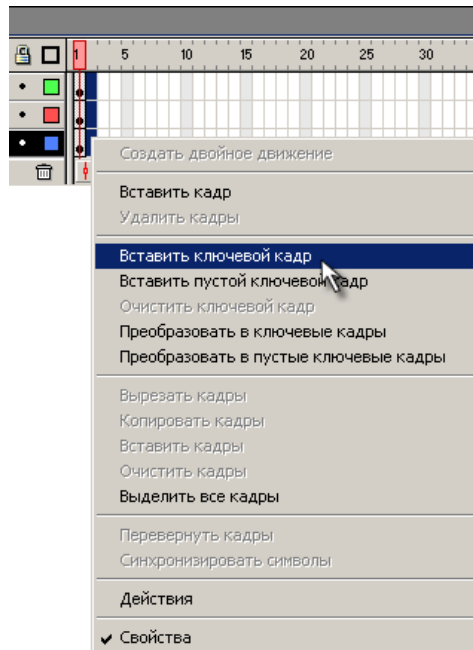 1 5 10 15 20 25 30
Создать двойное движение
Вставить кадр
Удалить кадры
Вставить ключевой кадр
Вставить пустой ключевой кадр
Очистить ключевой кадр
Преобразовать в ключевые кадры
Преобразовать в пустые ключевые кадры
Вырезать кадры
Копировать кадры
Вставить кадры
Очистить кадры
Выделить все кадры
Перевернуть кадры
Синхронизировать символы
Действия
Свойства